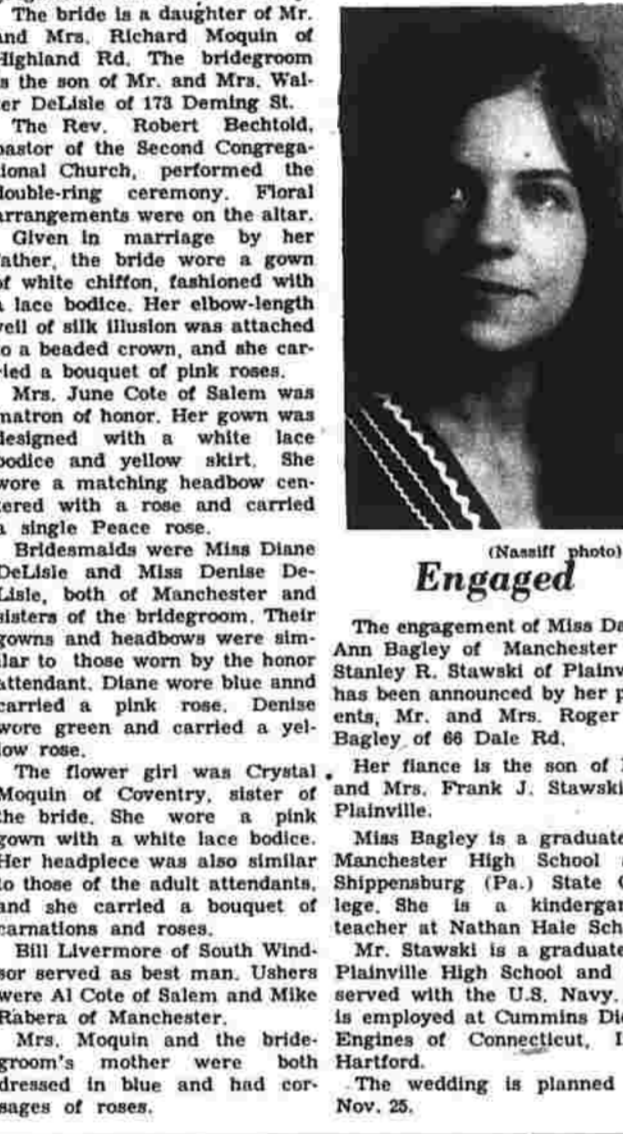 The bride is a daughter of Mr.
and Mrs. Richard Moquin of
Highland Rd. The bridegroom
is the son of Mr. and Mrs. Wal-
ter DeLisle of 173 Deming St.
The Rev. Robert Bechtold,
pastor of the Second Congrega-
tional Church, performed the
double-ring ceremony. Floral
arrangements were on the altar.
Given in marriage by her
father, the bride wore a gown
of white chiffon, fashioned with
a lace bodice. Her elbow-length
veil of silk illusion was attached
to a beaded crown, and she car-
ried a bouquet of pink roses.
Mrs. June Cote of Salem was
matron of honor. Her gown was
designed with a white lace
bodice and yellow skirt. She
wore a matching headbow cen-
tered with a rose and carried
a single Peace rose.
Bridesmaids were Miss Diane
DeLisle and Miss Denise De-
Lisle, both of Manchester and
sisters of the bridegroom. Their
gowns and headbows were sim-
ilar to those worn by the honor
attendant. Diane wore blue annd
carried a pink rose. Denise
wore green and carried a yel-
low rose.
The flower girl was Crystal
Moquin of Coventry, sister of
the bride. She wore a pink
gown with a white lace bodice.
Her headpiece was also similar
to those of the adult attendants,
and she carried a bouquet of
carnations and roses.
Bill Livermore of South Wind-
sor served as best man. Ushers
were Al Cote of Salem and Mike
Rabera of Manchester.
Mrs. Moquin and the bride-
groom's mother were both
dressed in blue and had cor-
sages of roses.
(Nassiff photo)
Engaged
The engagement of Miss Da
Ann Bagley of Manchester
Stanley R. Stawski of Plainv
has been announced by her p
ents, Mr. and Mrs. Roger
Bagley of 66 Dale Rd.
Her fiance is the son of
and Mrs. Frank J. Stawski
Plainville.
Miss Bagley is a graduate
Manchester High School
Shippensburg (Pa.) State C
lege. She is a kindergar
teacher at Nathan Hale Sch
Mr. Stawski is a graduate
Plainville High School and
served with the U.S. Navy.
is employed at Cummins Die
Engines of Connecticut, I
Hartford.
The wedding is planned
Nov. 25.